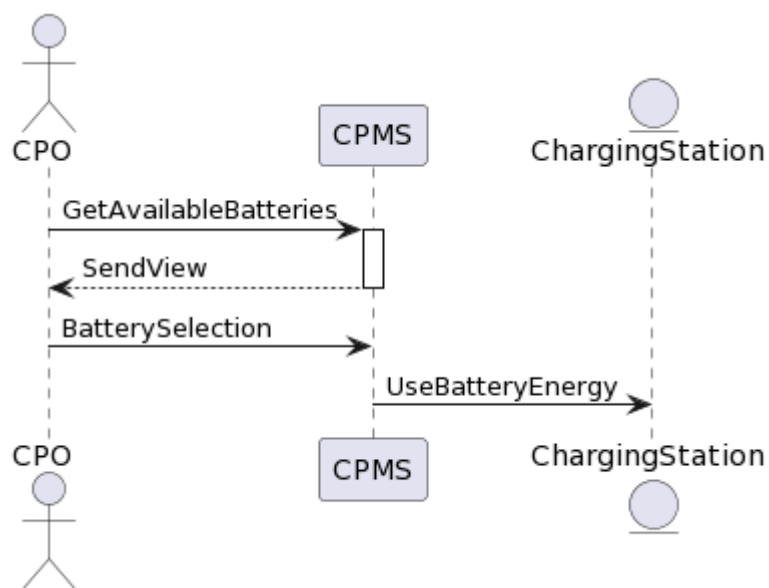 CPO
CPMS
ChargingStation
GetAvailableBatteries
SendView
BatterySelection
UseBatteryEnergy
CPO
CPMS
ChargingStation